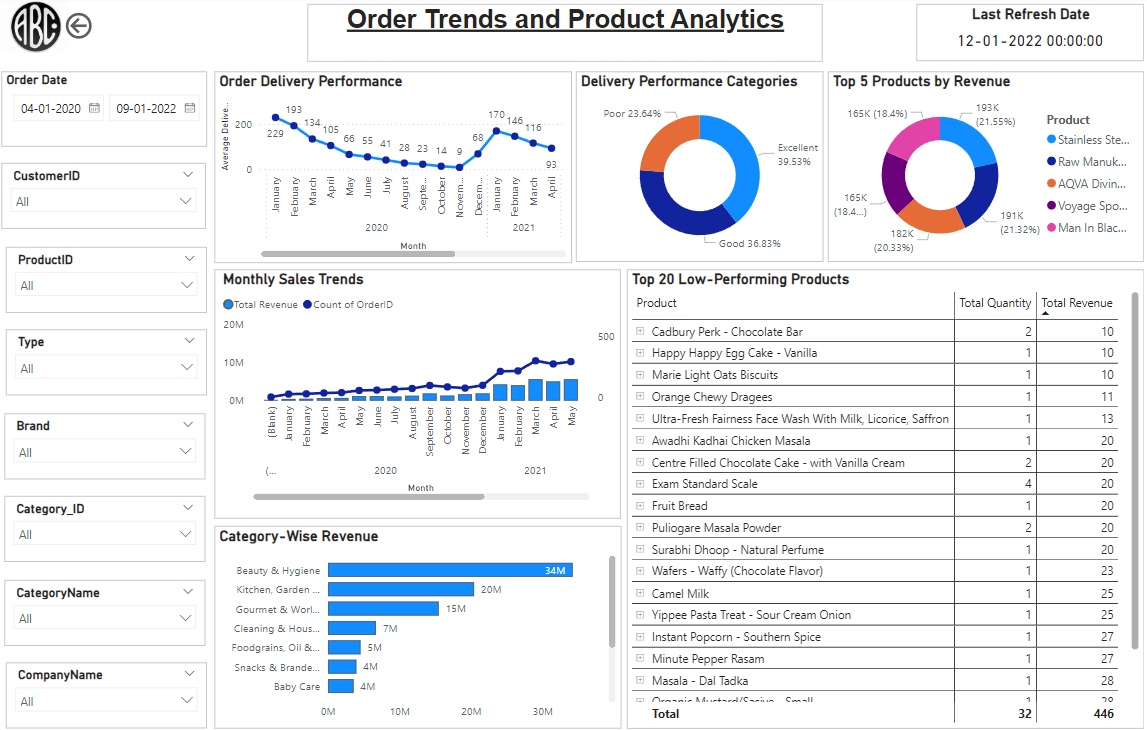 ABC
Order Trends and Product Analytics
Last Refresh Date
12-01-2022 00:00:00
Order Date
04-01-2020
09-01-2022
CustomerID
All
ProductID
All
Type
All
Brand
All
Category_ID
All
CategoryName
All
CompanyName
All
Order Delivery Performance
Average Delive...
200
0
229
193
134
105
66
55
41
28
23
14
9
68
170
146
116
93
January
February
March
April
May
June
July
August
Septe...
October
Novem...
Decem...
January
February
March
April
2020
2021
Month
Delivery Performance Categories
Poor 23.64%
Excellent
39.53%
Good 36.83%
Top 5 Products by Revenue
165K (18.4%)
193K
(21.55%)
165K
(18.4...)
182K
(20.33%)
191K
(21.32%)
Product
Stainless Ste...
Raw Manuk...
AQVA Divin...
Voyage Spo...
Man In Blac...
Monthly Sales Trends
Total Revenue
Count of OrderID
20M
10M
0M
500
0
(Blank)
January
February
March
April
May
June
July
August
September
October
November
December
January
February
March
April
May
(...
2020
2021
Month
Category-Wise Revenue
Beauty & Hygiene 34M
Kitchen, Garden ... 20M
Gourmet & Worl... 15M
Cleaning & Hous... 7M
Foodgrains, Oil &... 5M
Snacks & Brande... 4M
Baby Care 4M
0M 10M 20M 30M
Top 20 Low-Performing Products
Product Total Quantity Total Revenue
Cadbury Perk - Chocolate Bar 2 10
Happy Happy Egg Cake - Vanilla 1 10
Marie Light Oats Biscuits 1 10
Orange Chewy Dragees 1 11
Ultra-Fresh Fairness Face Wash With Milk, Licorice, Saffron 1 13
Awadhi Kadhai Chicken Masala 1 20
Centre Filled Chocolate Cake - with Vanilla Cream 2 20
Exam Standard Scale 4 20
Fruit Bread 1 20
Puliogare Masala Powder 2 20
Surabhi Dhoop - Natural Perfume 1 20
Wafers - Waffy (Chocolate Flavor) 1 23
Camel Milk 1 25
Yippee Pasta Treat - Sour Cream Onion 1 25
Instant Popcorn - Southern Spice 1 27
Minute Pepper Rasam 1 27
Masala - Dal Tadka 1 28
Organic Mustard/Sasive - Small 1 28
Total 32 446